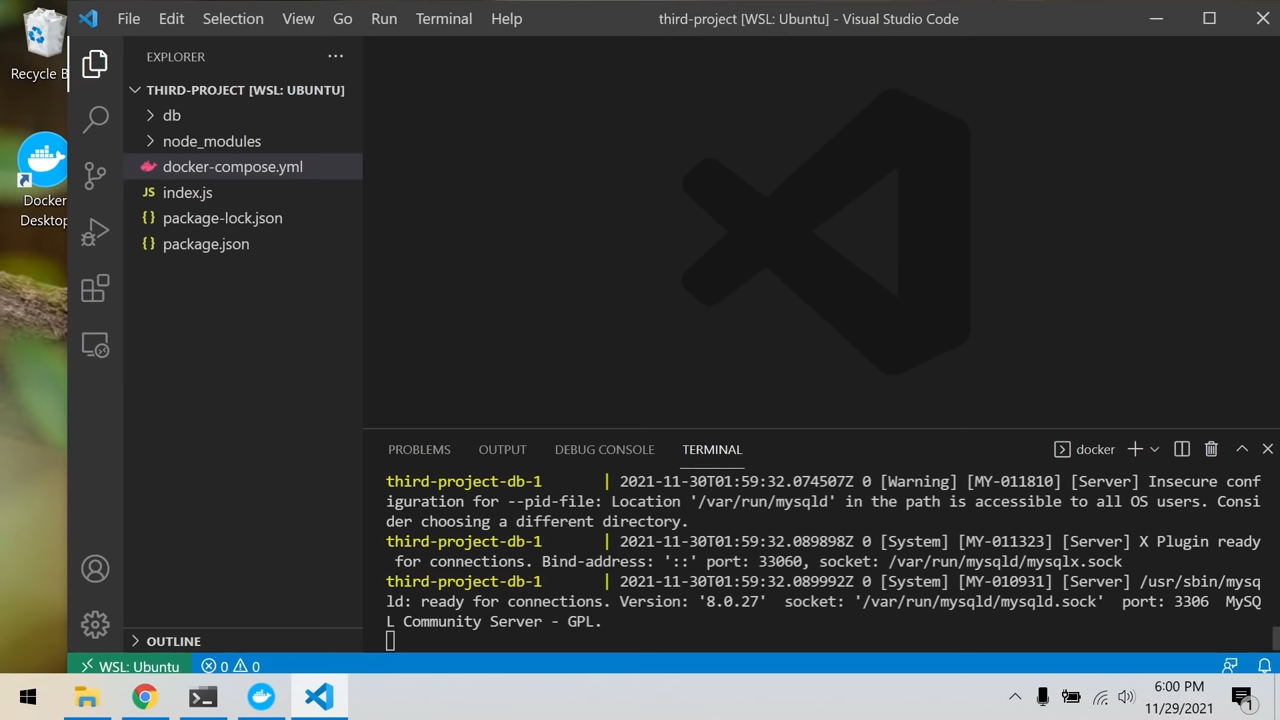 File Edit Selection View Go Run Terminal Help
third-project [WSL: Ubuntu] - Visual Studio Code
Recycle B
Docker
Desktop
EXPLORER
THIRD-PROJECT [WSL: UBUNTU]
db
node_modules
docker-compose.yml
JS index.js
{} package-lock.json
{} package.json
OUTLINE
PROBLEMS OUTPUT DEBUG CONSOLE TERMINAL
docker
third-project-db-1 | 2021-11-30T01:59:32.074507Z 0 [Warning] [MY-011810] [Server] Insecure conf
iguration for --pid-file: Location '/var/run/mysqld' in the path is accessible to all OS users. Consi
der choosing a different directory.
third-project-db-1 | 2021-11-30T01:59:32.089898Z 0 [System] [MY-011323] [Server] X Plugin ready
for connections. Bind-address: '::' port: 33060, socket: /var/run/mysqld/mysqlx.sock
third-project-db-1 | 2021-11-30T01:59:32.089992Z 0 [System] [MY-010931] [Server] /usr/sbin/mysq
ld: ready for connections. Version: '8.0.27' socket: '/var/run/mysqld/mysqld.sock' port: 3306 MySQ
L Community Server - GPL.
WSL: Ubuntu 0 0
6:00 PM
11/29/2021
1